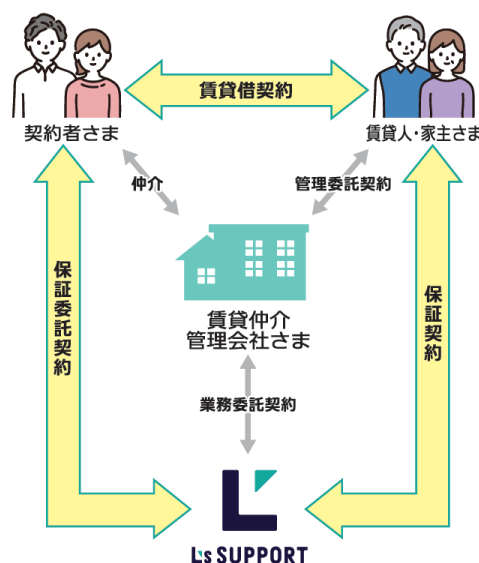 賃貸借契約
契約者さま
賃貸人・家主さま
仲介
管理委託契約
保証委託契約
保証契約
賃貸仲介
管理会社さま
業務委託契約
L's SUPPORT